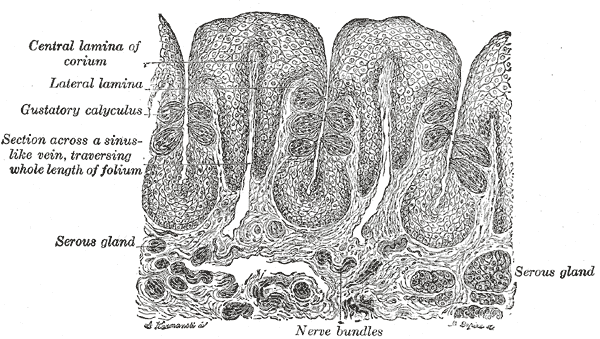 Central lamina of
corium
Lateral lamina
Gustatory calyculus
Section across a sinus-
like vein, traversing
whole length of folium
Serous gland
Serous gland
Nerve bundles